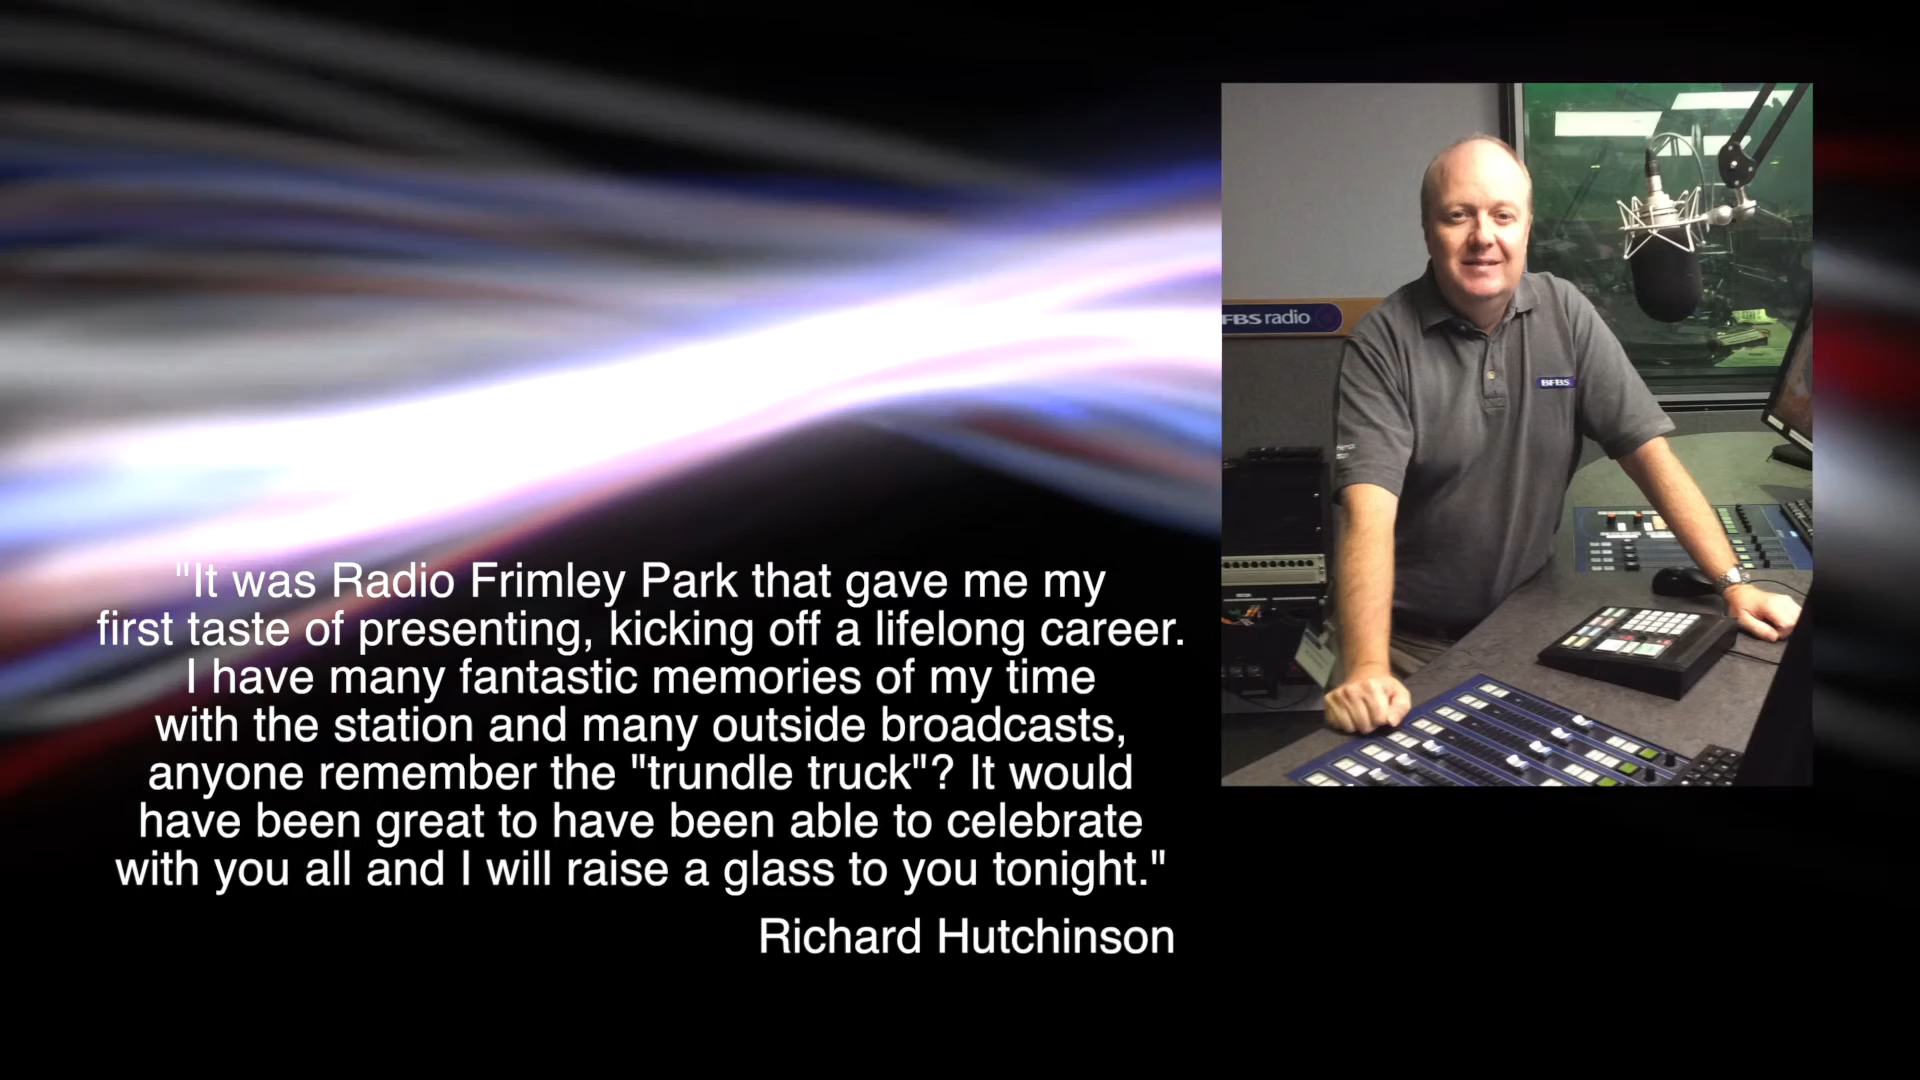 FBS radio
BFBS
"It was Radio Frimley Park that gave me my
first taste of presenting, kicking off a lifelong career.
I have many fantastic memories of my time
with the station and many outside broadcasts,
anyone remember the "trundle truck"? It would
have been great to have been able to celebrate
with you all and I will raise a glass to you tonight."
Richard Hutchinson